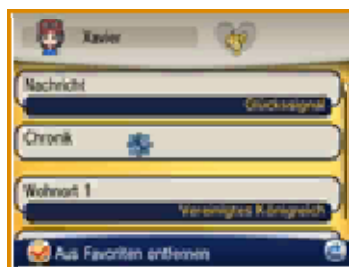 Xavier
Nachricht
Glückssignal
Chronik
Wohnort 1
Vereinigtes Königreich
Aus Favoriten entfernen